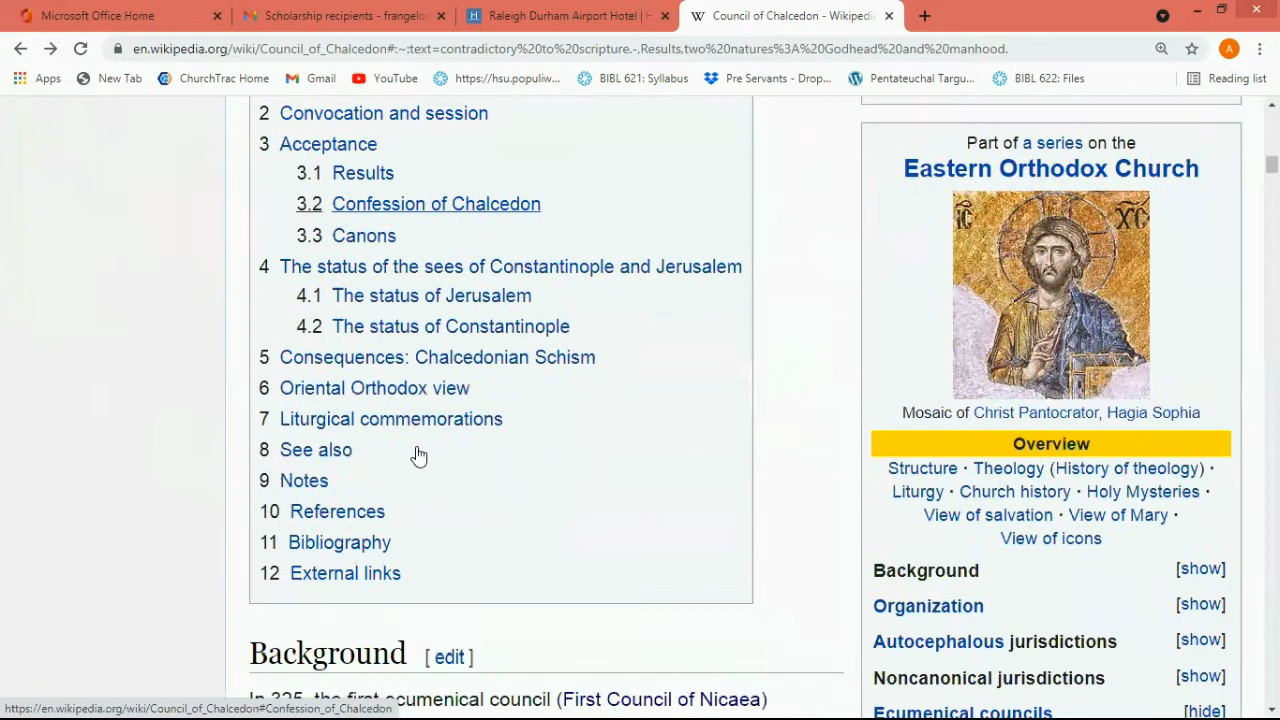 Microsoft Office Home
Scholarship recipients - frangelo
Raleigh Durham Airport Hotel |
Council of Chalcedon - Wikipedi
en.wikipedia.org/wiki/Council_of_Chalcedon#:~:text=contradictory%20to%20scripture.-,Results,two%20natures%3A%20Godhead%20and%20manhood.
A
Apps
New Tab
ChurchTrac Home
Gmail
YouTube
https://hsu.populiw...
BIBL 621: Syllabus
Pre Servants - Drop...
Pentateuchal Targu...
BIBL 622: Files
Reading list
2 Convocation and session
3 Acceptance
3.1 Results
3.2 Confession of Chalcedon
3.3 Canons
4 The status of the sees of Constantinople and Jerusalem
4.1 The status of Jerusalem
4.2 The status of Constantinople
5 Consequences: Chalcedonian Schism
6 Oriental Orthodox view
7 Liturgical commemorations
8 See also
9 Notes
10 References
11 Bibliography
12 External links
Background [ edit ]
In 325, the first ecumenical council (First Council of Nicaea)
https://en.wikipedia.org/wiki/Council_of_Chalcedon#Confession_of_Chalcedon
Part of a series on the
Eastern Orthodox Church
Mosaic of Christ Pantocrator, Hagia Sophia
Overview
Structure · Theology (History of theology) ·
Liturgy · Church history · Holy Mysteries ·
View of salvation · View of Mary ·
View of icons
Background [show]
Organization [show]
Autocephalous jurisdictions [show]
Noncanonical jurisdictions [show]
Ecumenical councils [hide]